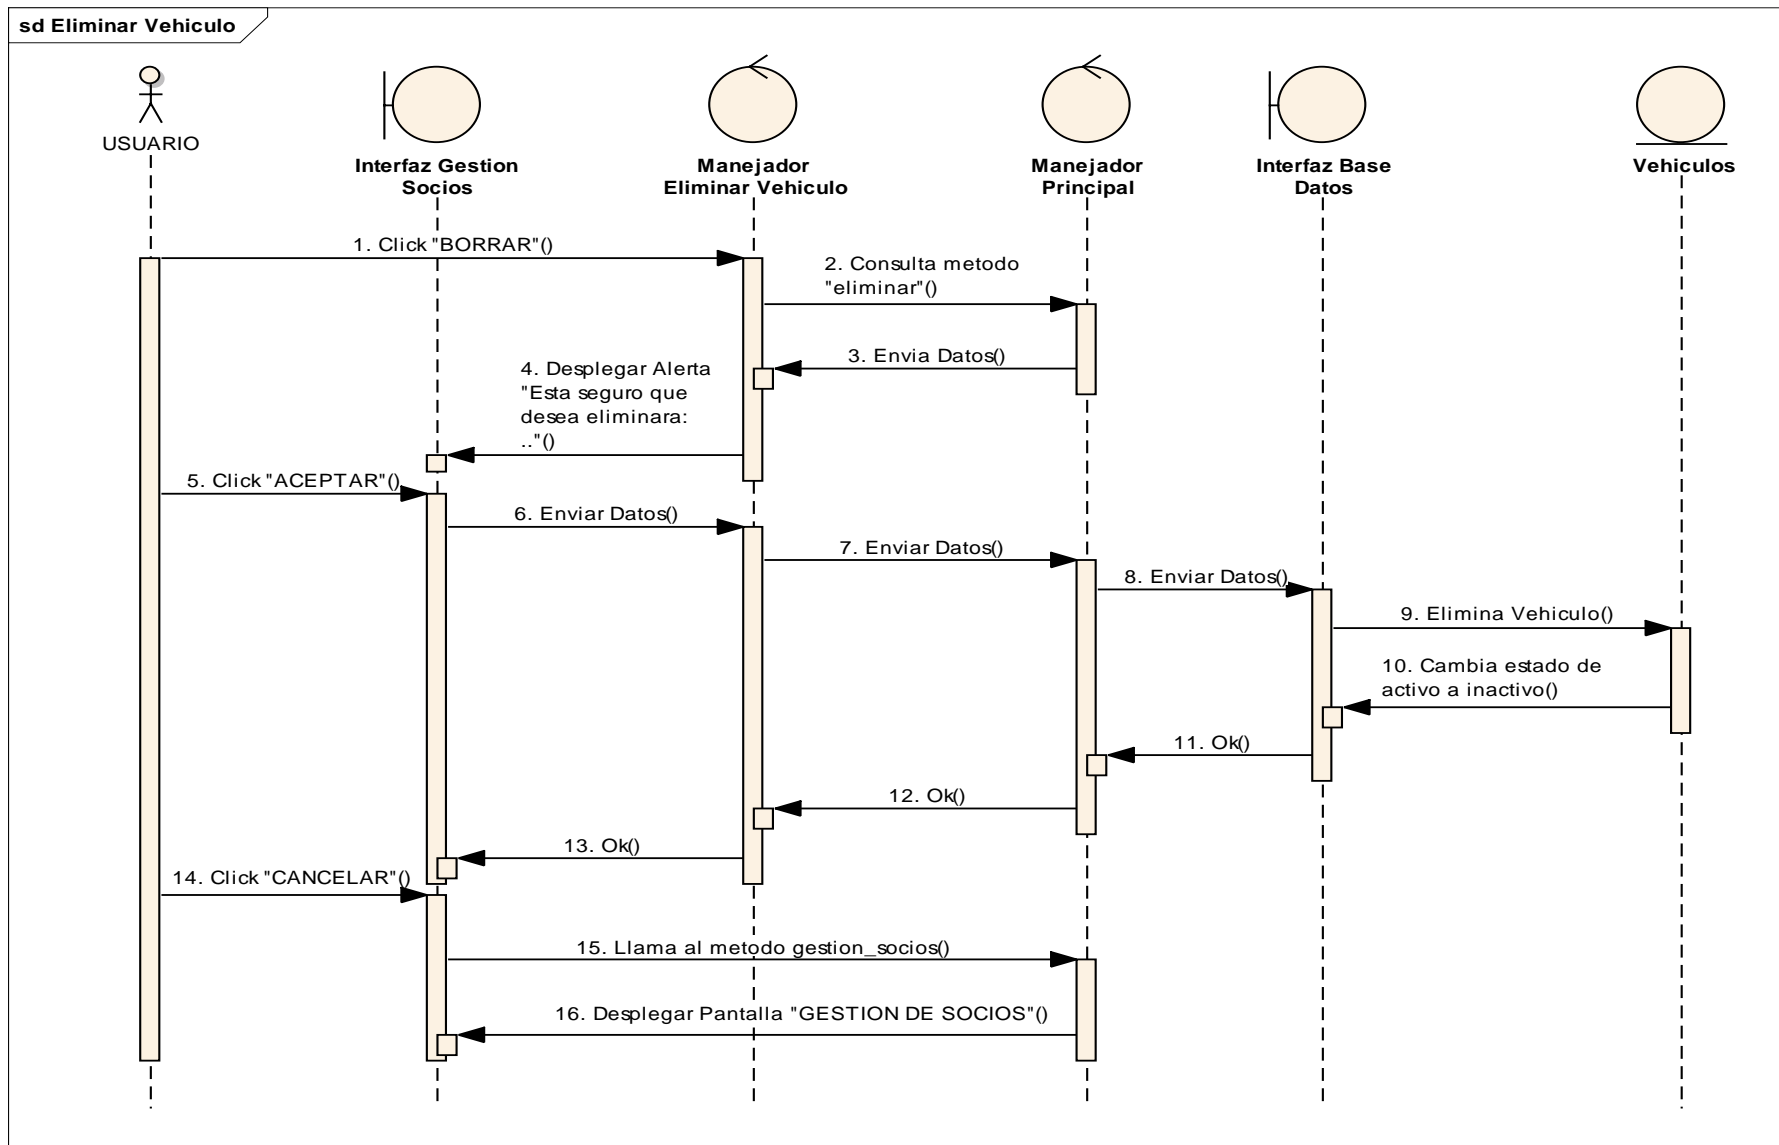 sd Eliminar Vehiculo
USUARIO
Interfaz Gestion
Socios
Manejador
Eliminar Vehiculo
Manejador
Principal
Interfaz Base
Datos
Vehiculos
1. Click "BORRAR"()
2. Consulta metodo
"eliminar"()
3. Envia Datos()
4. Desplegar Alerta
"Esta seguro que
desea eliminara:
.."()
5. Click "ACEPTAR"()
6. Enviar Datos()
7. Enviar Datos()
8. Enviar Datos()
9. Elimina Vehiculo()
10. Cambia estado de
activo a inactivo()
11. Ok()
12. Ok()
13. Ok()
14. Click "CANCELAR"()
15. Llama al metodo gestion_socios()
16. Desplegar Pantalla "GESTION DE SOCIOS"()